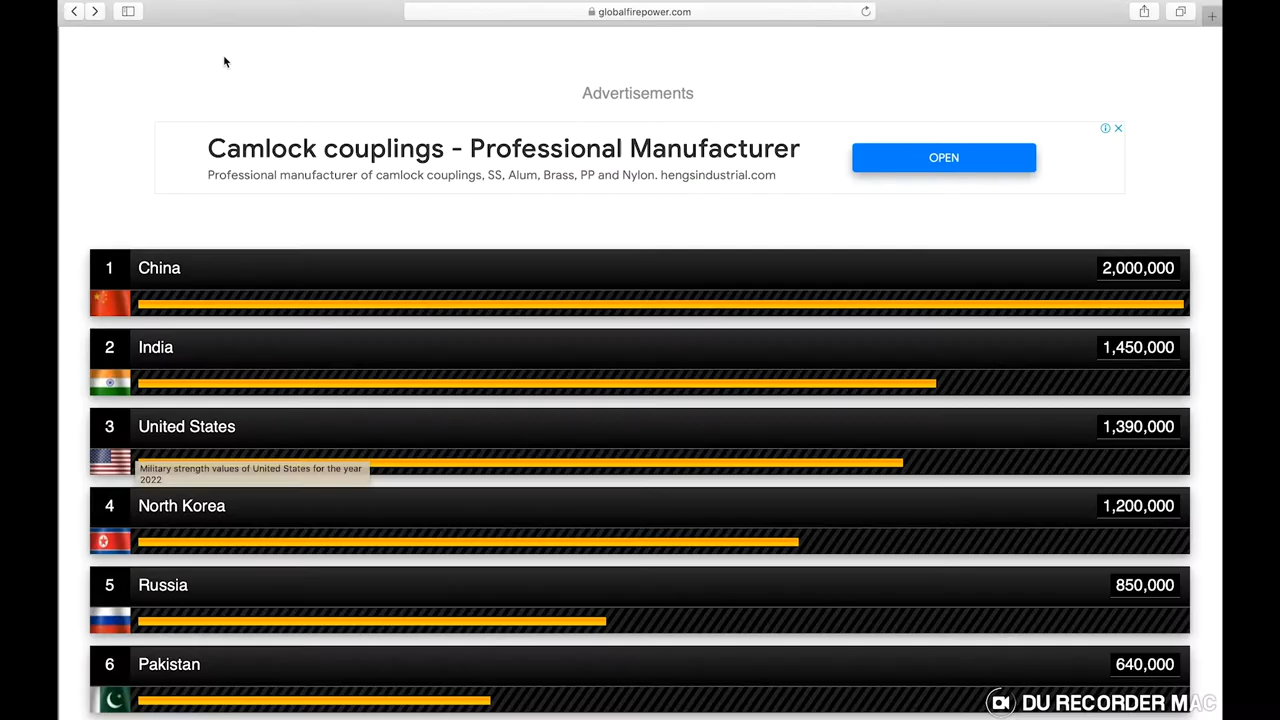 globalfirepower.com
Advertisements
Camlock couplings - Professional Manufacturer
Professional manufacturer of camlock couplings, SS, Alum, Brass, PP and Nylon. hengsindustrial.com
OPEN
1 China 2,000,000
2 India 1,450,000
3 United States 1,390,000
Military strength values of United States for the year
2022
4 North Korea 1,200,000
5 Russia 850,000
6 Pakistan 640,000
DU RECORDER MAC